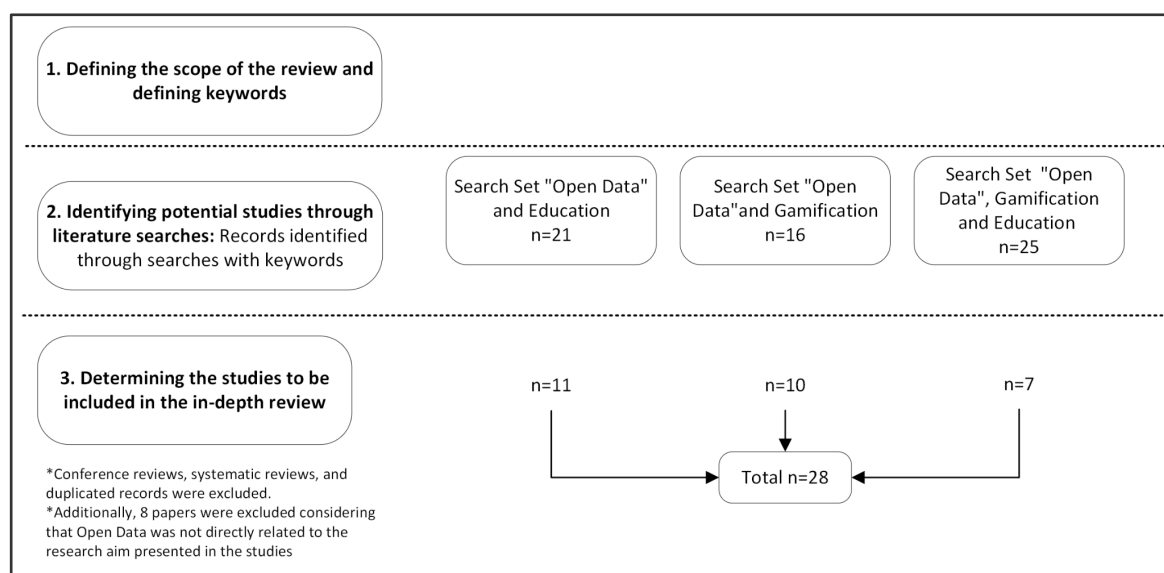 1. Defining the scope of the review and
defining keywords
2. Identifying potential studies through
literature searches: Records identified
through searches with keywords
Search Set "Open Data"
and Education
n=21
Search Set "Open
Data"and Gamification
n=16
Search Set "Open
Data", Gamification
and Education
n=25
3. Determining the studies to be
included in the in-depth review
n=11
n=10
n=7
Total n=28
*Conference reviews, systematic reviews, and
duplicated records were excluded.
*Additionally, 8 papers were excluded considering
that Open Data was not directly related to the
research aim presented in the studies